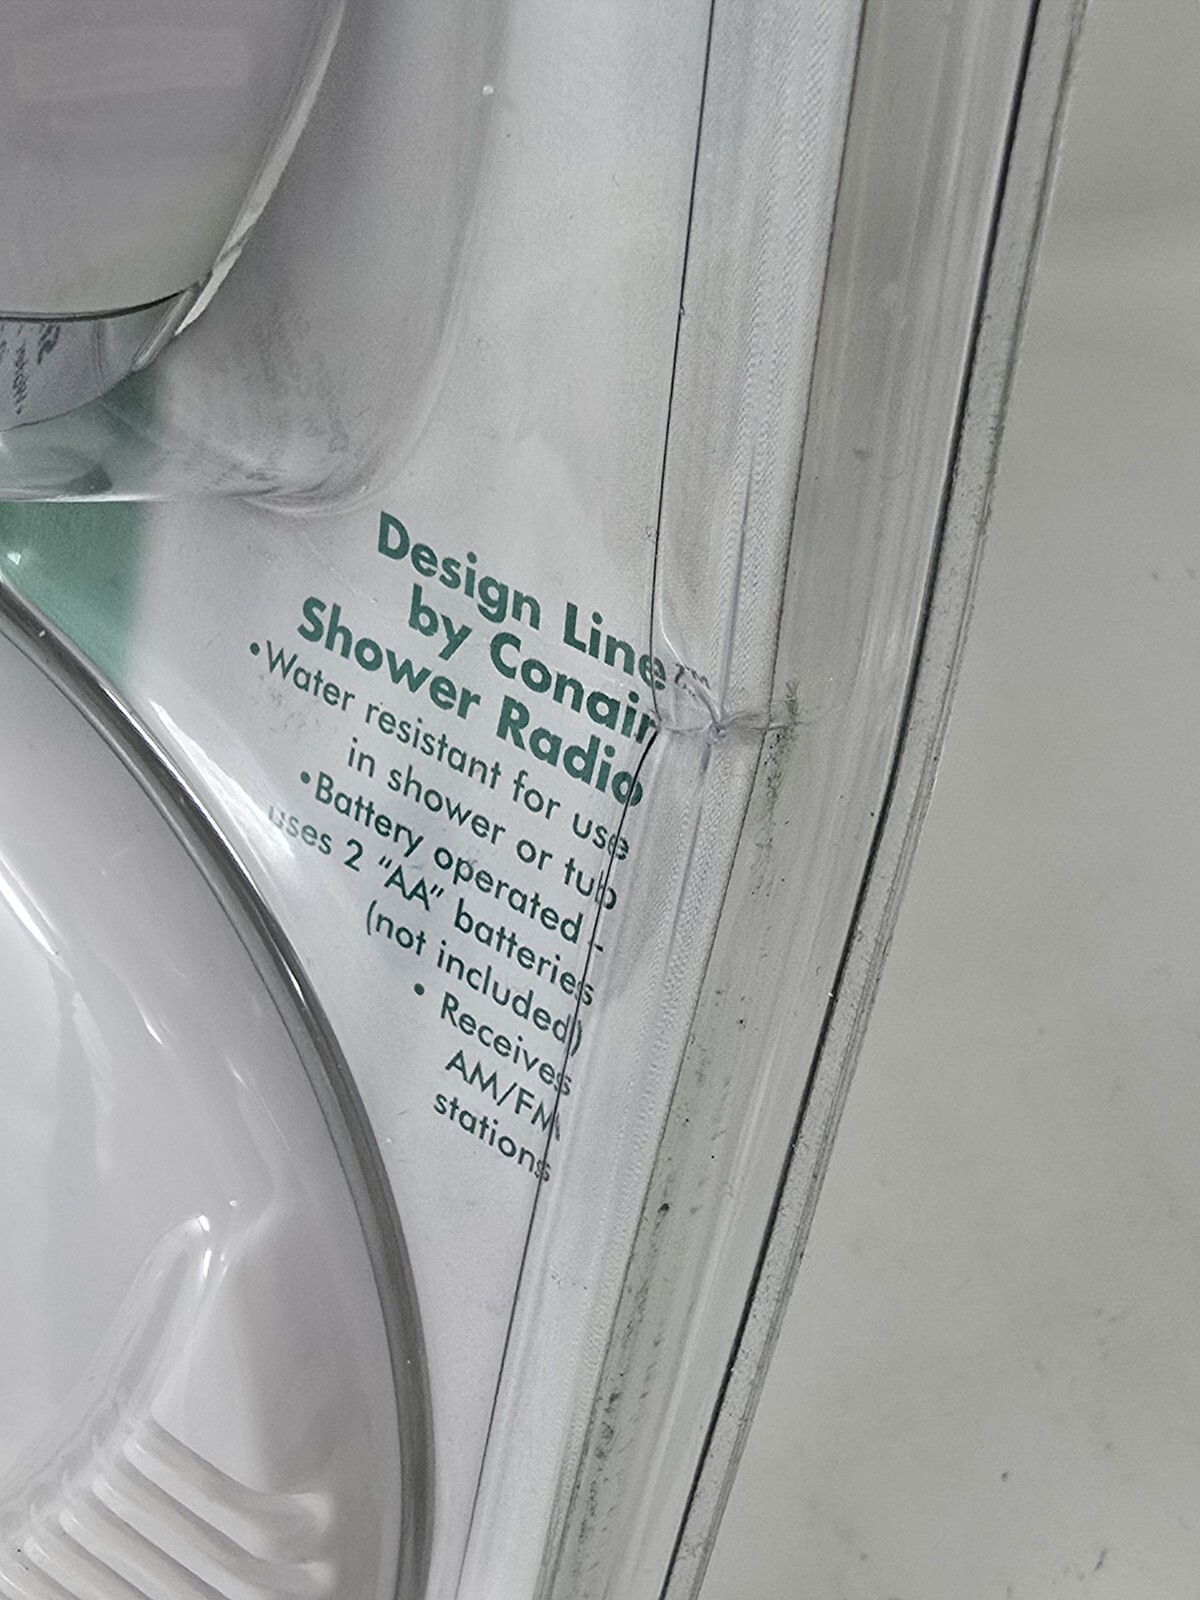 Design Line™
by Conair
Shower Radio
•Water resistant for use
in shower or tub
•Battery operated -
uses 2 "AA" batteries
(not included)
• Receives
AM/FM
stations